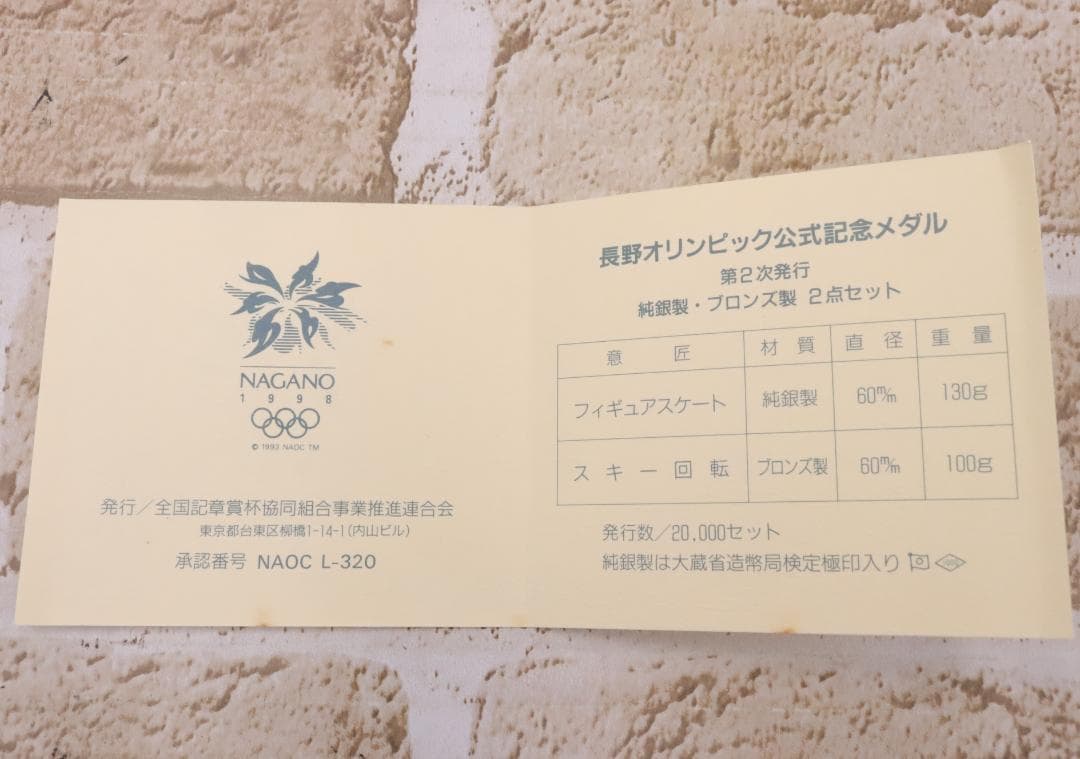 NAGANO
1998
© 1993 NAOC TM
発行／全国記章賞杯協同組合事業推進連合会
東京都台東区柳橋1-14-1（内山ビル）
承認番号 NAOC L-320
長野オリンピック公式記念メダル
第2次発行
純銀製・ブロンズ製 2点セット
意匠 材質 直径 重量
フィギュアスケート 純銀製 60m/m 130g
スキー回転 ブロンズ製 60m/m 100g
発行数／20,000セット
純銀製は大蔵省造幣局検定極印入り